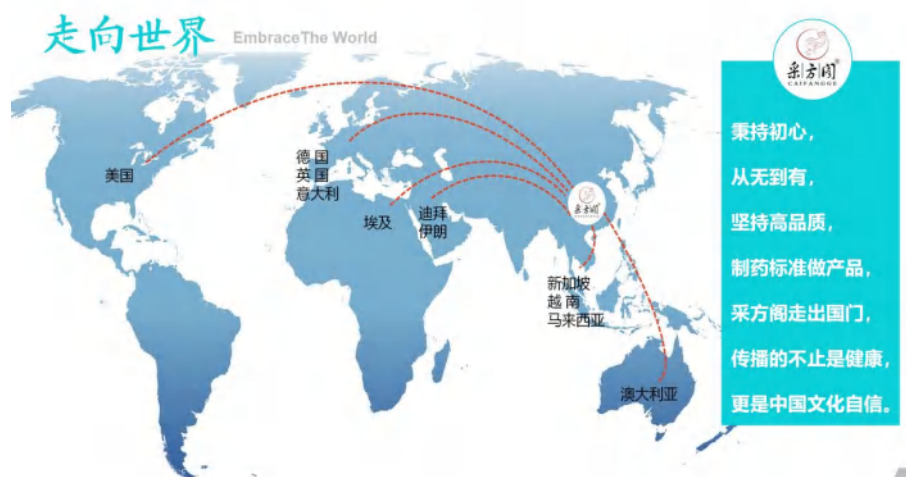 走向世界 EmbraceThe World
采方阁®
CAIFANGGE
秉持初心，
从无到有，
坚持高品质，
制药标准做产品，
采方阁走出国门，
传播的不止是健康，
更是中国文化自信。
美国
德 国
英 国
意大利
埃及
迪拜
伊朗
采方阁
新加坡
越 南
马来西亚
澳大利亚